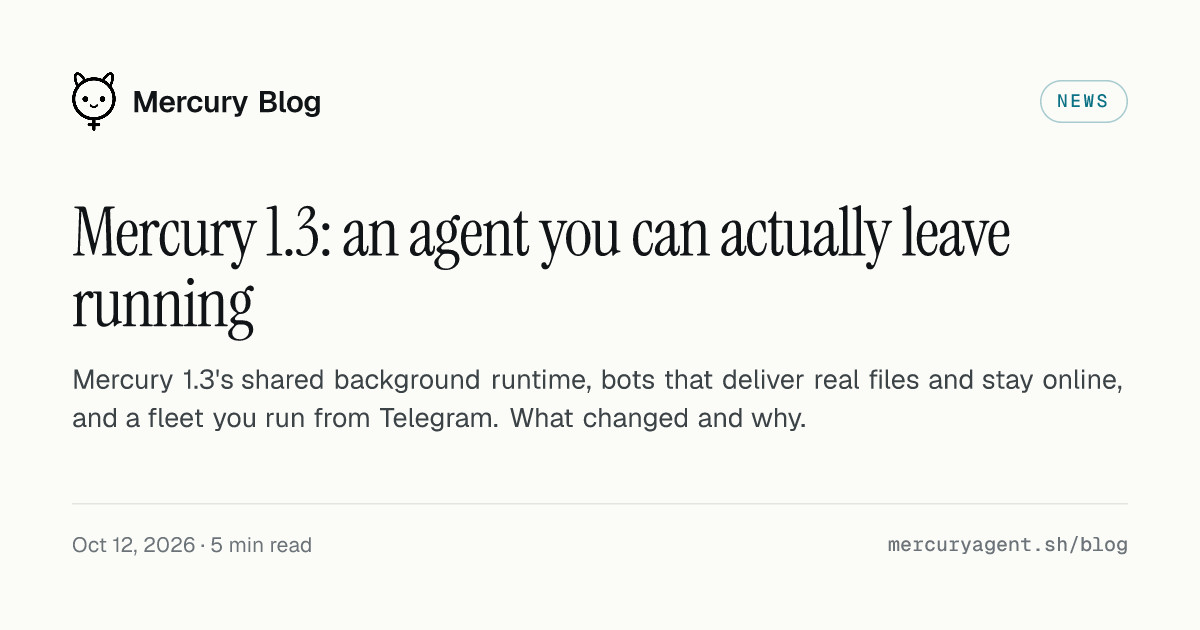 Mercury Blog
NEWS
Mercury 1.3: an agent you can actually leave
running
Mercury 1.3's shared background runtime, bots that deliver real files and stay online,
and a fleet you run from Telegram. What changed and why.
Oct 12, 2026 · 5 min read
mercuryagent.sh/blog